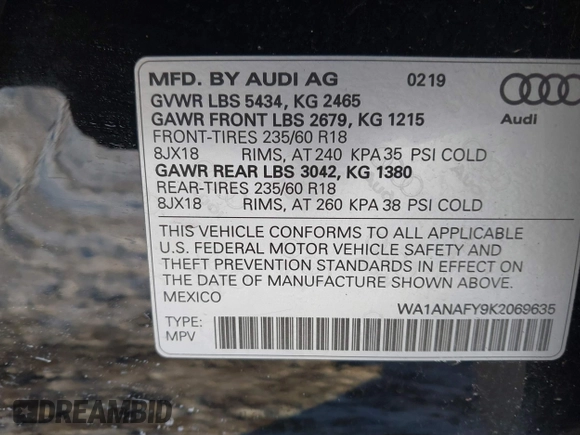 MFD. BY AUDI AG 0219
GVWR LBS 5434, KG 2465
GAWR FRONT LBS 2679, KG 1215
FRONT-TIRES 235/60 R18
8JX18 RIMS, AT 240 KPA 35 PSI COLD
GAWR REAR LBS 3042, KG 1380
REAR-TIRES 235/60 R18
8JX18 RIMS, AT 260 KPA 38 PSI COLD
Audi
THIS VEHICLE CONFORMS TO ALL APPLICABLE
U.S. FEDERAL MOTOR VEHICLE SAFETY AND
THEFT PREVENTION STANDARDS IN EFFECT ON
THE DATE OF MANUFACTURE SHOWN ABOVE.
MEXICO
WA1ANAFY9K2069635
TYPE:
MPV
DREAMBID